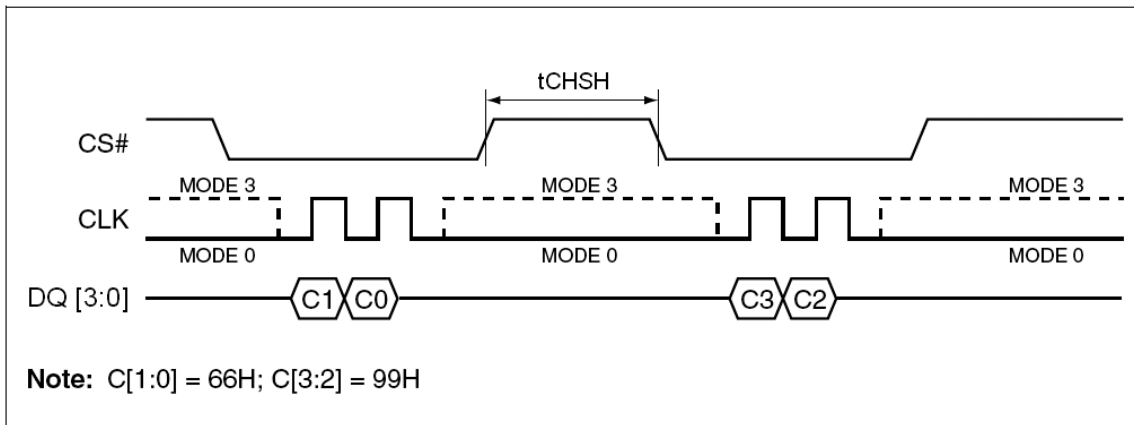 tCHSH
CS#
MODE 3 MODE 3 MODE 3
CLK
MODE 0 MODE 0 MODE 0
DQ [3:0] C1 C0 C3 C2
Note: C[1:0] = 66H; C[3:2] = 99H